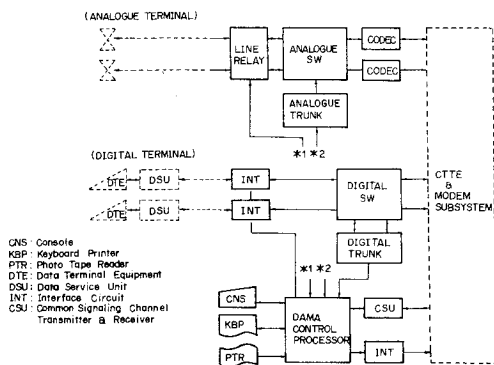 (ANALOGUE TERMINAL)
LINE
RELAY
ANALOGUE
SW
CODEC
CODEC
ANALOGUE
TRUNK
*1 *2
(DIGITAL TERMINAL)
DTE
DSU
INT
DTE
DSU
INT
DIGITAL
SW
CTTE
&
MODEM
SUBSYSTEM
DIGITAL
TRUNK
*1 *2
CNS
KBP
PTR
DAMA
CONTROL
PROCESSOR
CSU
INT
CNS: Console
KBP: Keyboard Printer
PTR: Photo Tape Reader
DTE: Data Terminal Equipment
DSU: Data Service Unit
INT: Interface Circuit
CSU: Common Signaling Channel
Transmitter & Receiver